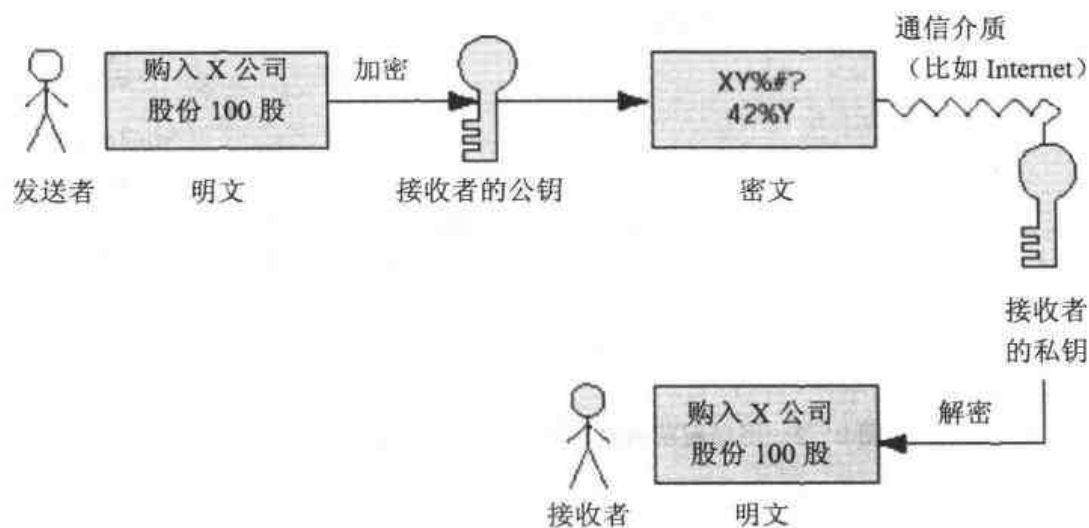 购入 X 公司
股份 100 股
加密
XY%#?
42%Y
通信介质
（比如 Internet）
发送者
明文
接收者的公钥
密文
接收者
的私钥
购入 X 公司
股份 100 股
解密
接收者
明文